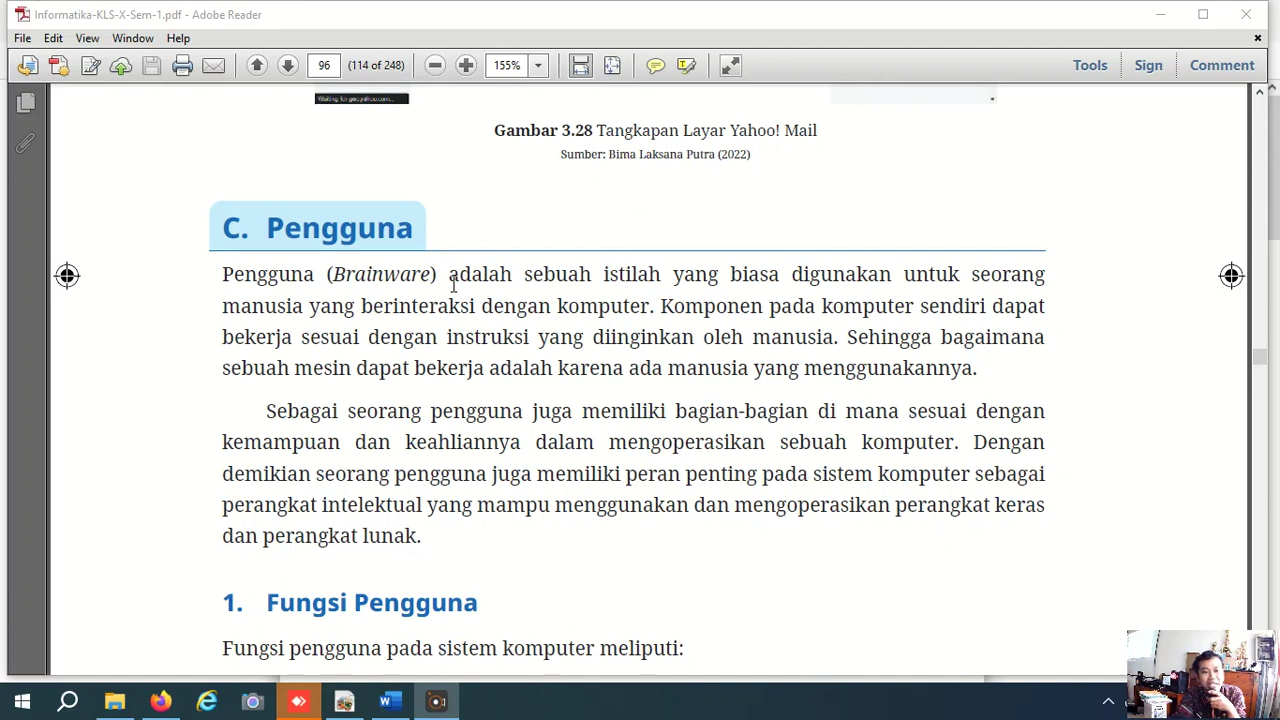 Informatika-KLS-X-Sem-1.pdf - Adobe Reader
File Edit View Window Help
96 (114 of 248) 155% Tools Sign Comment
Waiting for geo.yahoo.com...
Gambar 3.28 Tangkapan Layar Yahoo! Mail
Sumber: Bima Laksana Putra (2022)
C. Pengguna
Pengguna (Brainware) adalah sebuah istilah yang biasa digunakan untuk seorang
manusia yang berinteraksi dengan komputer. Komponen pada komputer sendiri dapat
bekerja sesuai dengan instruksi yang diinginkan oleh manusia. Sehingga bagaimana
sebuah mesin dapat bekerja adalah karena ada manusia yang menggunakannya.
Sebagai seorang pengguna juga memiliki bagian-bagian di mana sesuai dengan
kemampuan dan keahliannya dalam mengoperasikan sebuah komputer. Dengan
demikian seorang pengguna juga memiliki peran penting pada sistem komputer sebagai
perangkat intelektual yang mampu menggunakan dan mengoperasikan perangkat keras
dan perangkat lunak.
1. Fungsi Pengguna
Fungsi pengguna pada sistem komputer meliputi: